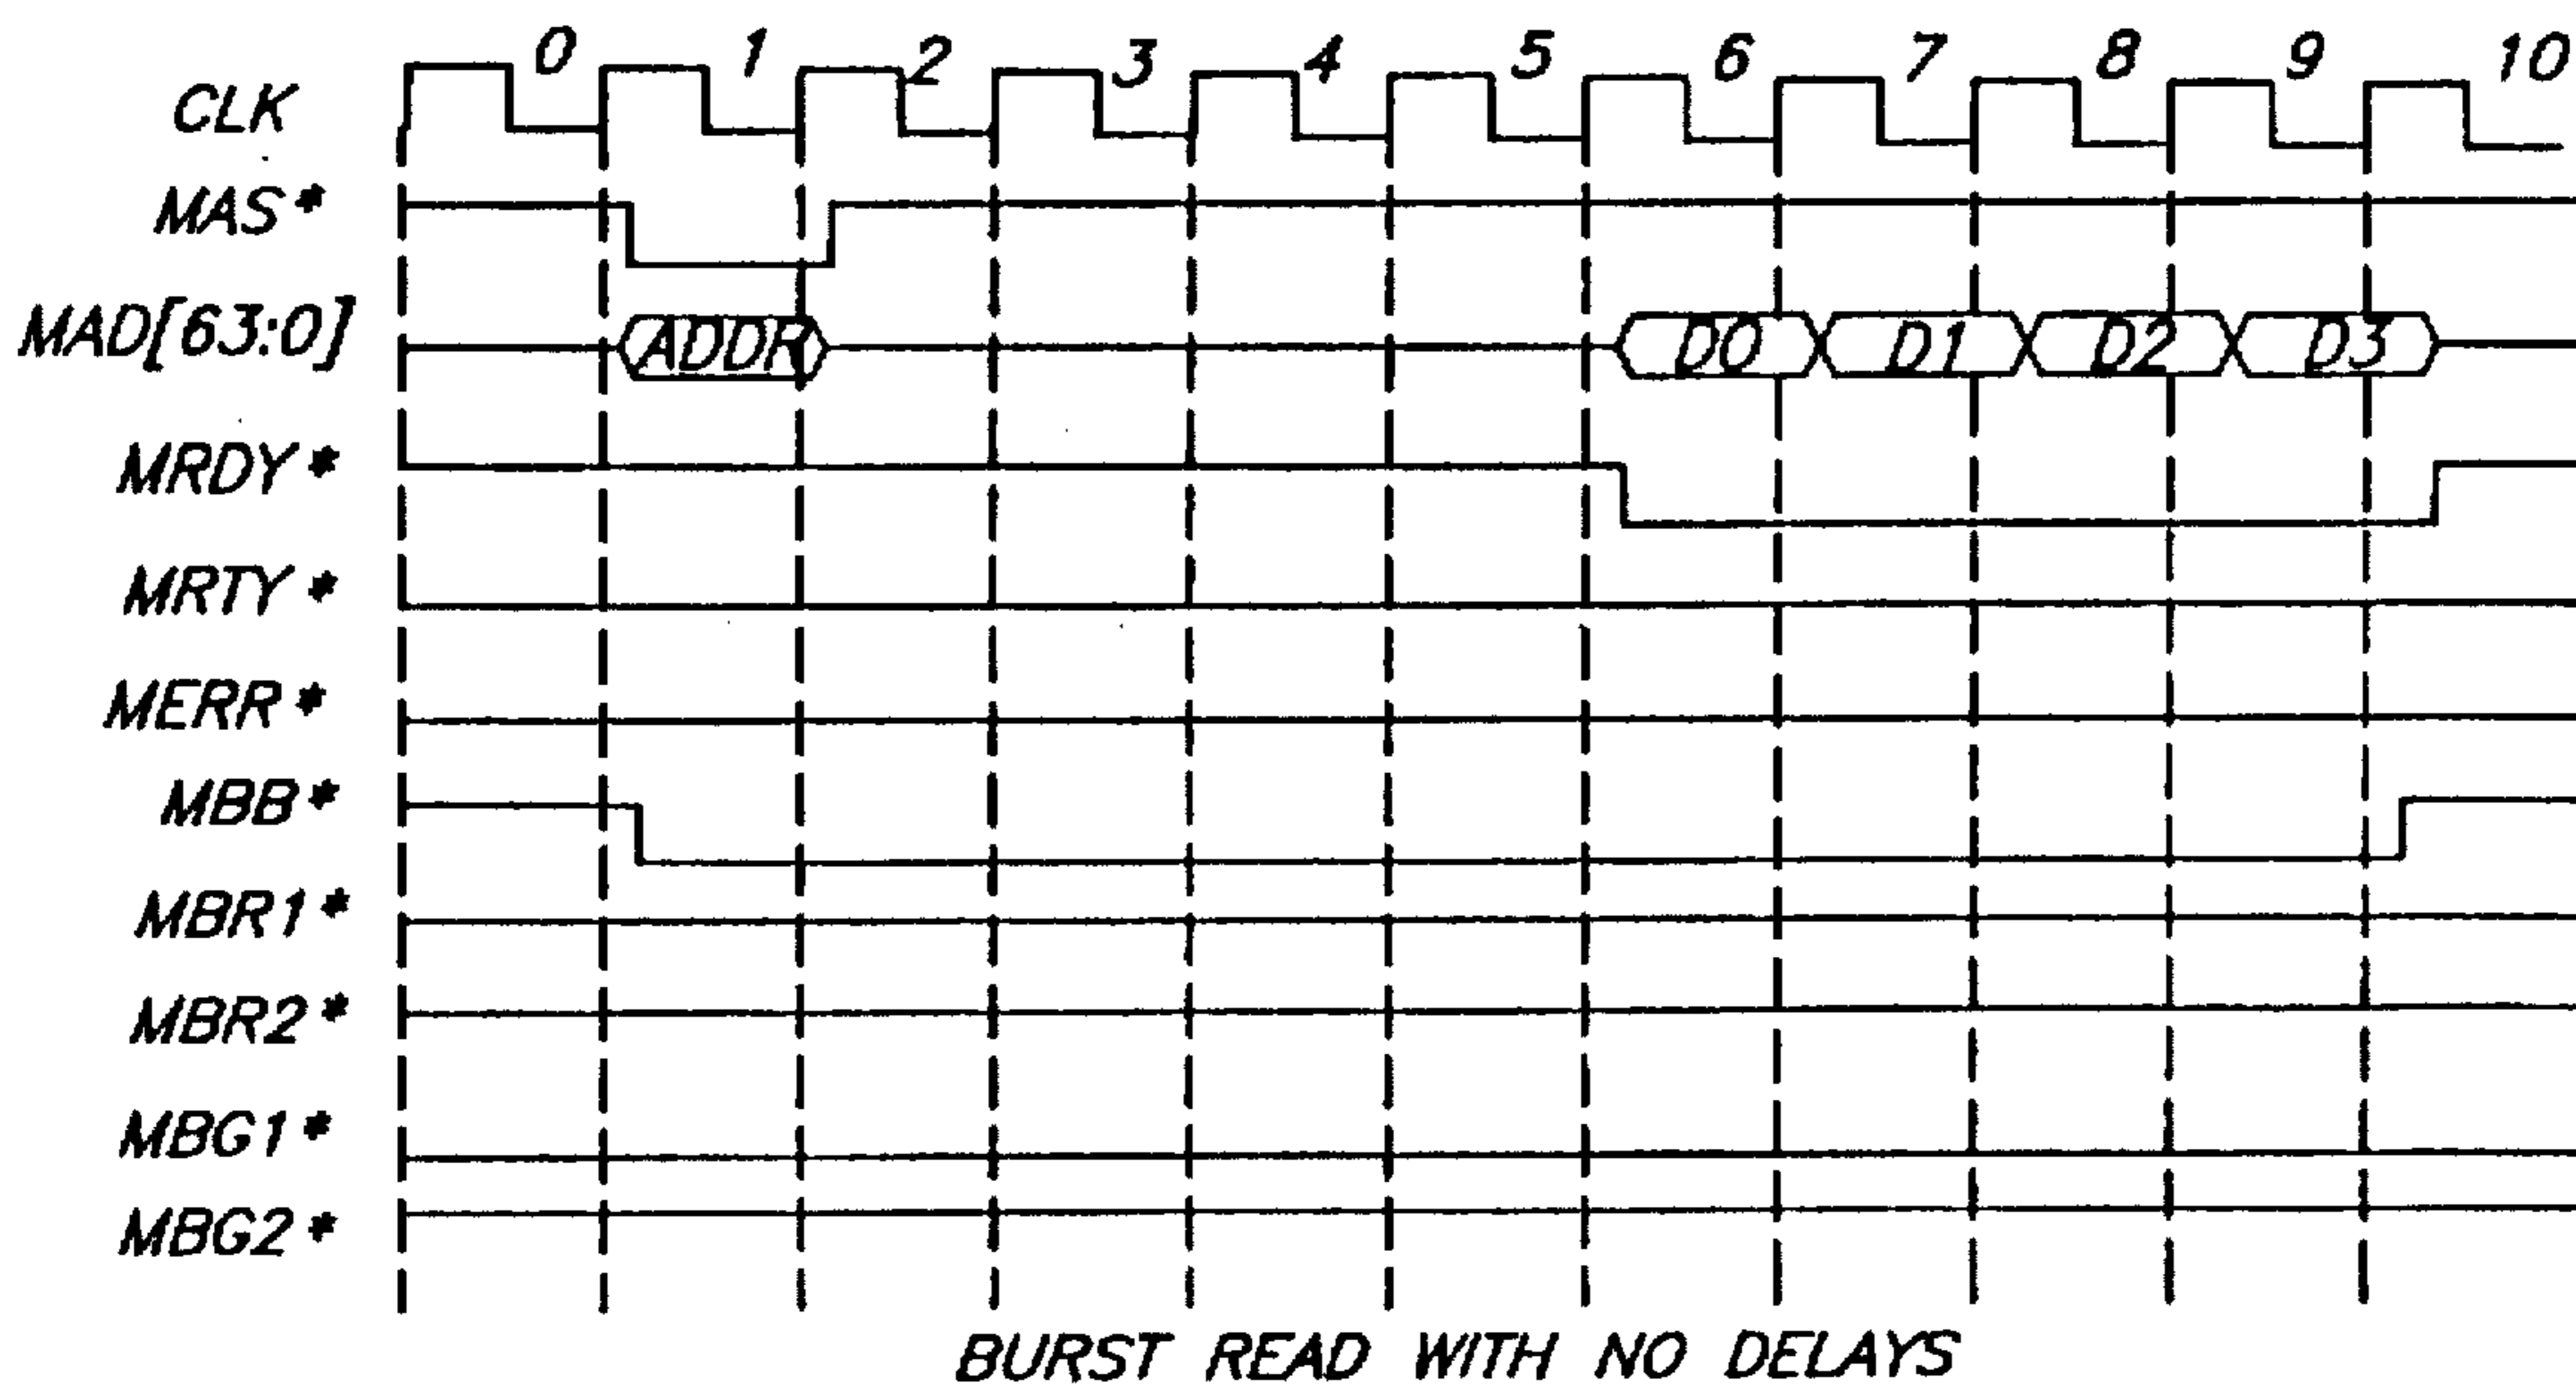 0 1 2 3 4 5 6 7 8 9 10
CLK
MAS*
MAD[63:0] ADDR D0 D1 D2 D3
MRDY*
MRTY*
MERR*
MBB*
MBR1*
MBR2*
MBG1*
MBG2*
BURST READ WITH NO DELAYS